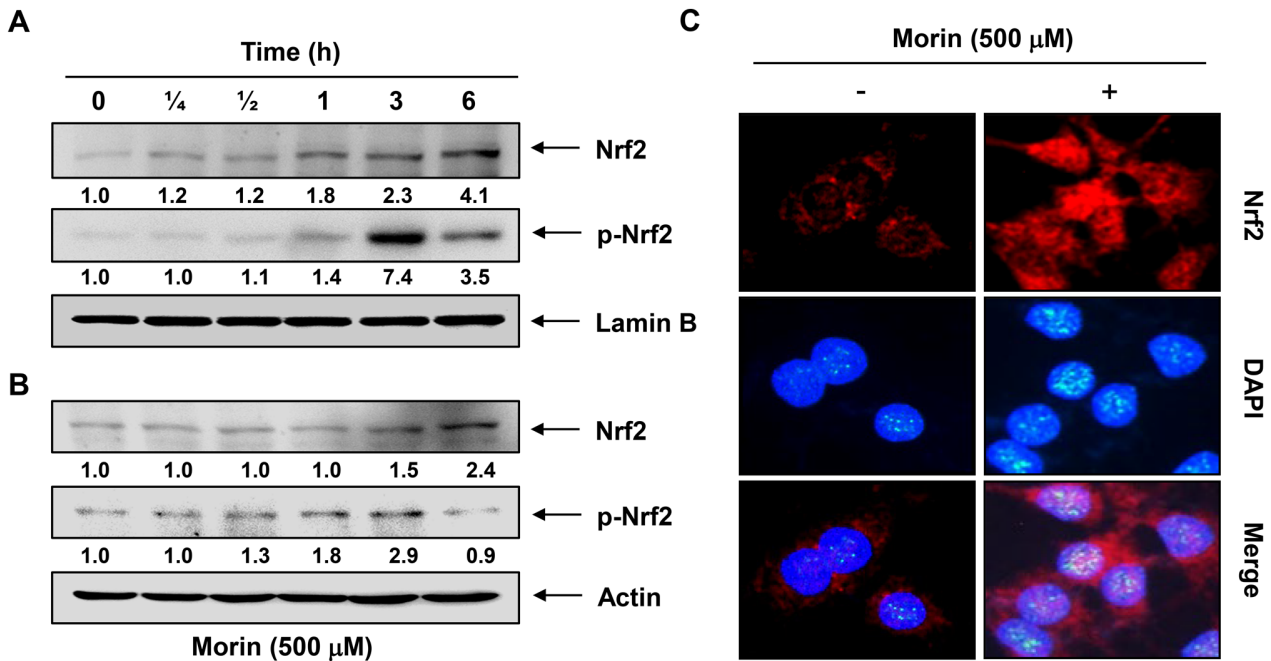 A
Time (h)
0 ¼ ½ 1 3 6
Nrf2
1.0 1.2 1.2 1.8 2.3 4.1
p-Nrf2
1.0 1.0 1.1 1.4 7.4 3.5
Lamin B
B
Nrf2
1.0 1.0 1.0 1.0 1.5 2.4
p-Nrf2
1.0 1.0 1.3 1.8 2.9 0.9
Actin
Morin (500 μM)
C
Morin (500 μM)
- +
Nrf2
DAPI
Merge